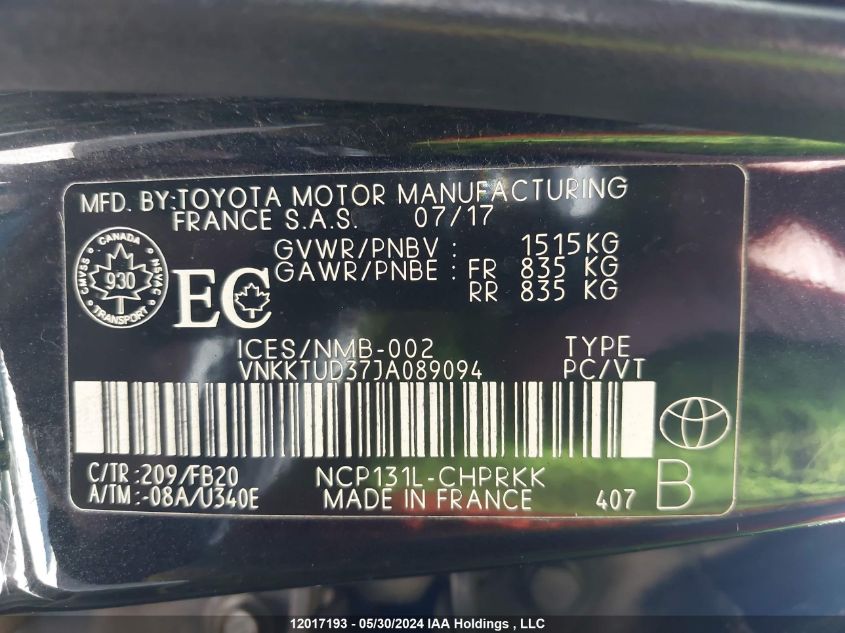 MFD. BY:TOYOTA MOTOR MANUFACTURING
FRANCE S.A.S. 07/17
GVWR/PNBV : 1515KG
GAWR/PNBE : FR 835 KG
RR 835 KG
CANADA
CMVSS
930
NSVAC
TRANSPORT
EC
ICES/NMB-002 TYPE
VNKKTUD37JA089094 PC/VT
C/TR :209/FB20 NCP131L-CHPRKK
A/TM :-08A/U340E MADE IN FRANCE 407 B
12017193 - 05/30/2024 IAA Holdings , LLC